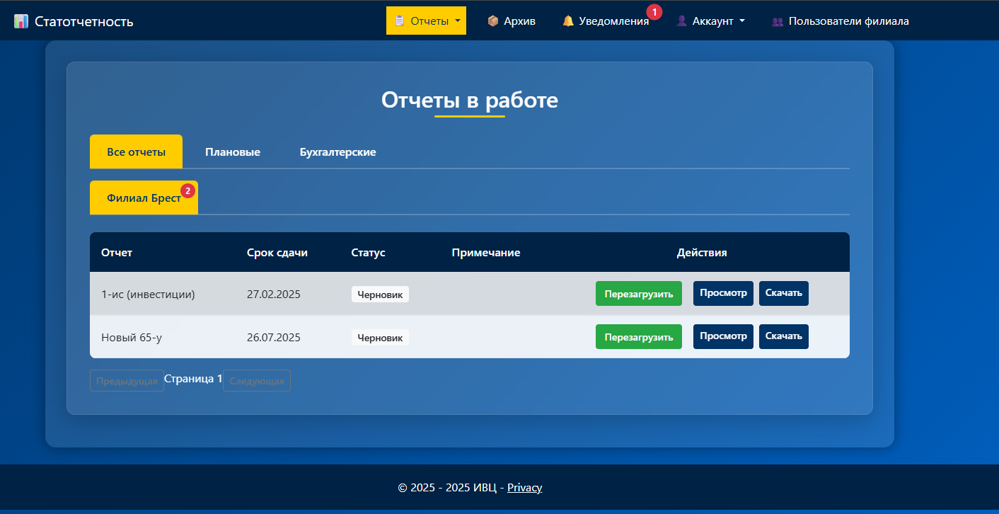 Статотчетность Отчеты Архив Уведомления 1 Аккаунт Пользователи филиала
Отчеты в работе
Все отчеты Плановые Бухгалтерские
Филиал Брест 2
Отчет Срок сдачи Статус Примечание Действия
1-ис (инвестиции) 27.02.2025 Черновик Перезагрузить Просмотр Скачать
Новый 65-у 26.07.2025 Черновик Перезагрузить Просмотр Скачать
Предыдущая Страница 1 Следующая
© 2025 - 2025 ИВЦ - Privacy